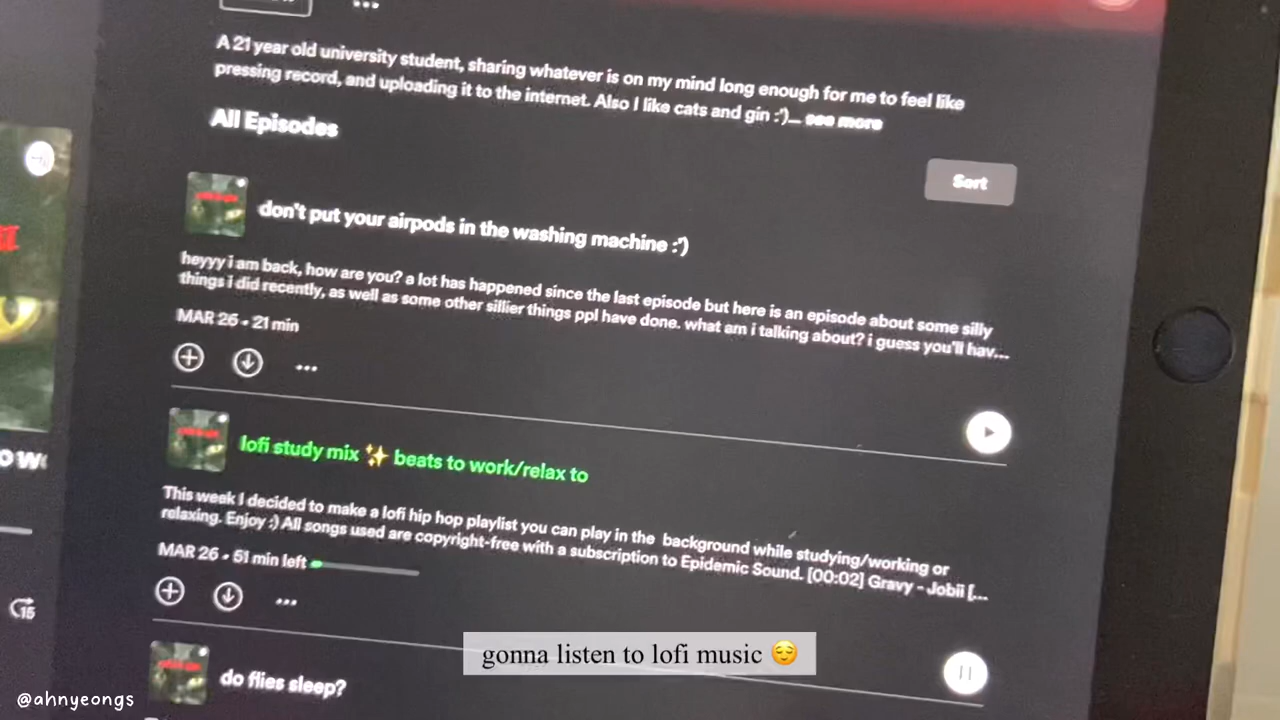 A 21 year old university student, sharing whatever is on my mind long enough for me to feel like
pressing record, and uploading it to the internet. Also I like cats and gin :')... see more
All Episodes
Sort
don't put your airpods in the washing machine :')
heyyy i am back, how are you? a lot has happened since the last episode but here is an episode about some silly
things i did recently, as well as some other sillier things ppl have done. what am i talking about? i guess you'll hav...
MAR 26 • 21 min
lofi study mix ✨ beats to work/relax to
This week I decided to make a lofi hip hop playlist you can play in the background while studying/working or
relaxing. Enjoy :) All songs used are copyright-free with a subscription to Epidemic Sound. [00:02] Gravy - Jobii [...
MAR 26 • 51 min left
15
do flies sleep?
gonna listen to lofi music 😌
@ahnyeongs